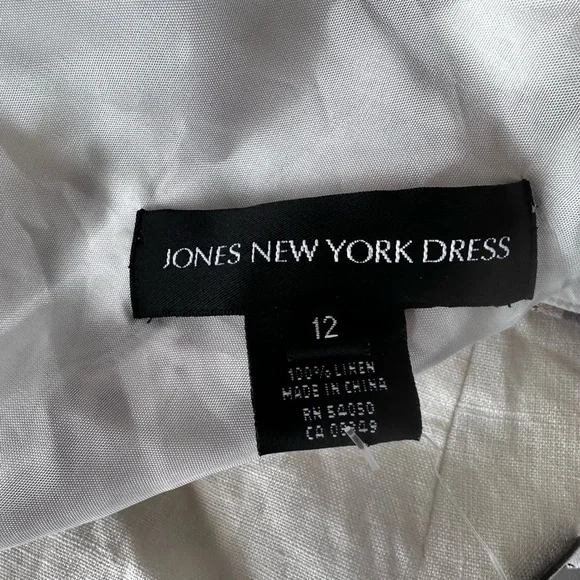 JONES NEW YORK DRESS
12
100% LINEN
MADE IN CHINA
RN 54050
CA